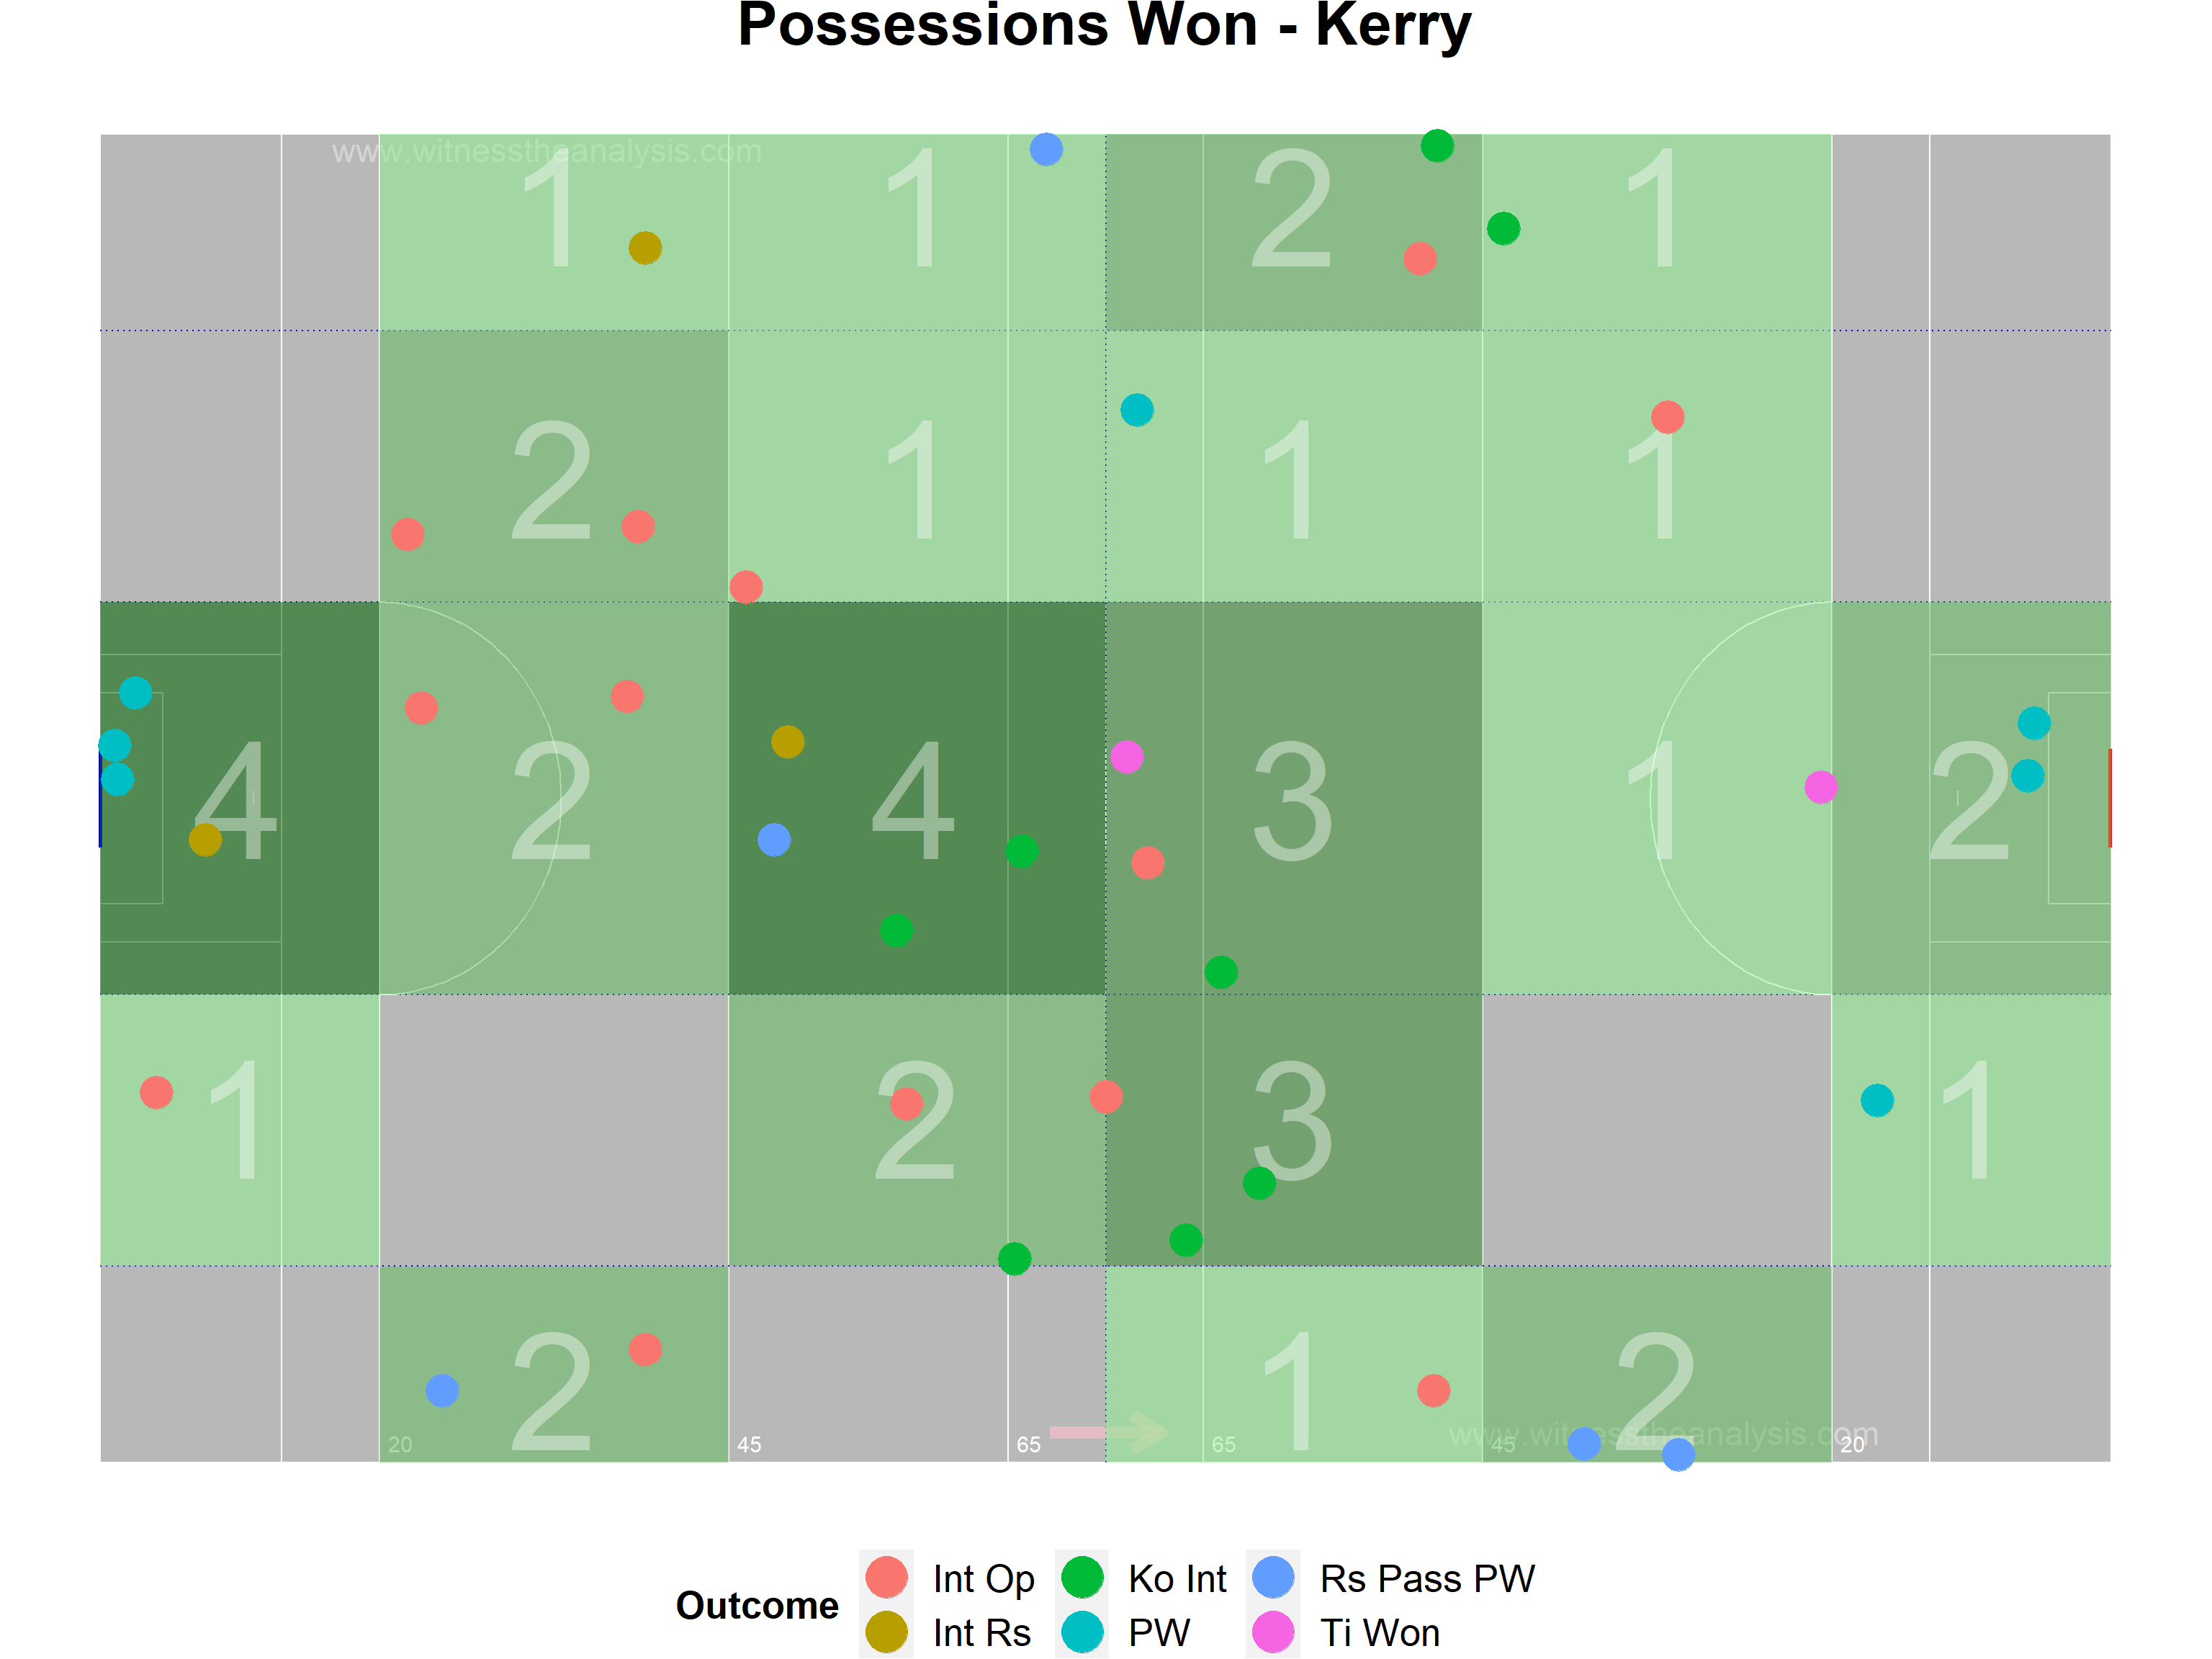 Possessions Won - Kerry
www.witnesstheanalysis.com
1 1 2 1
2 1 1 1
4 2 4 3 1 2
1 2 3 1
2 1 2
www.witnesstheanalysis.com
20 45 65 65 45 20
Outcome
Int Op Ko Int Rs Pass PW
Int Rs PW Ti Won